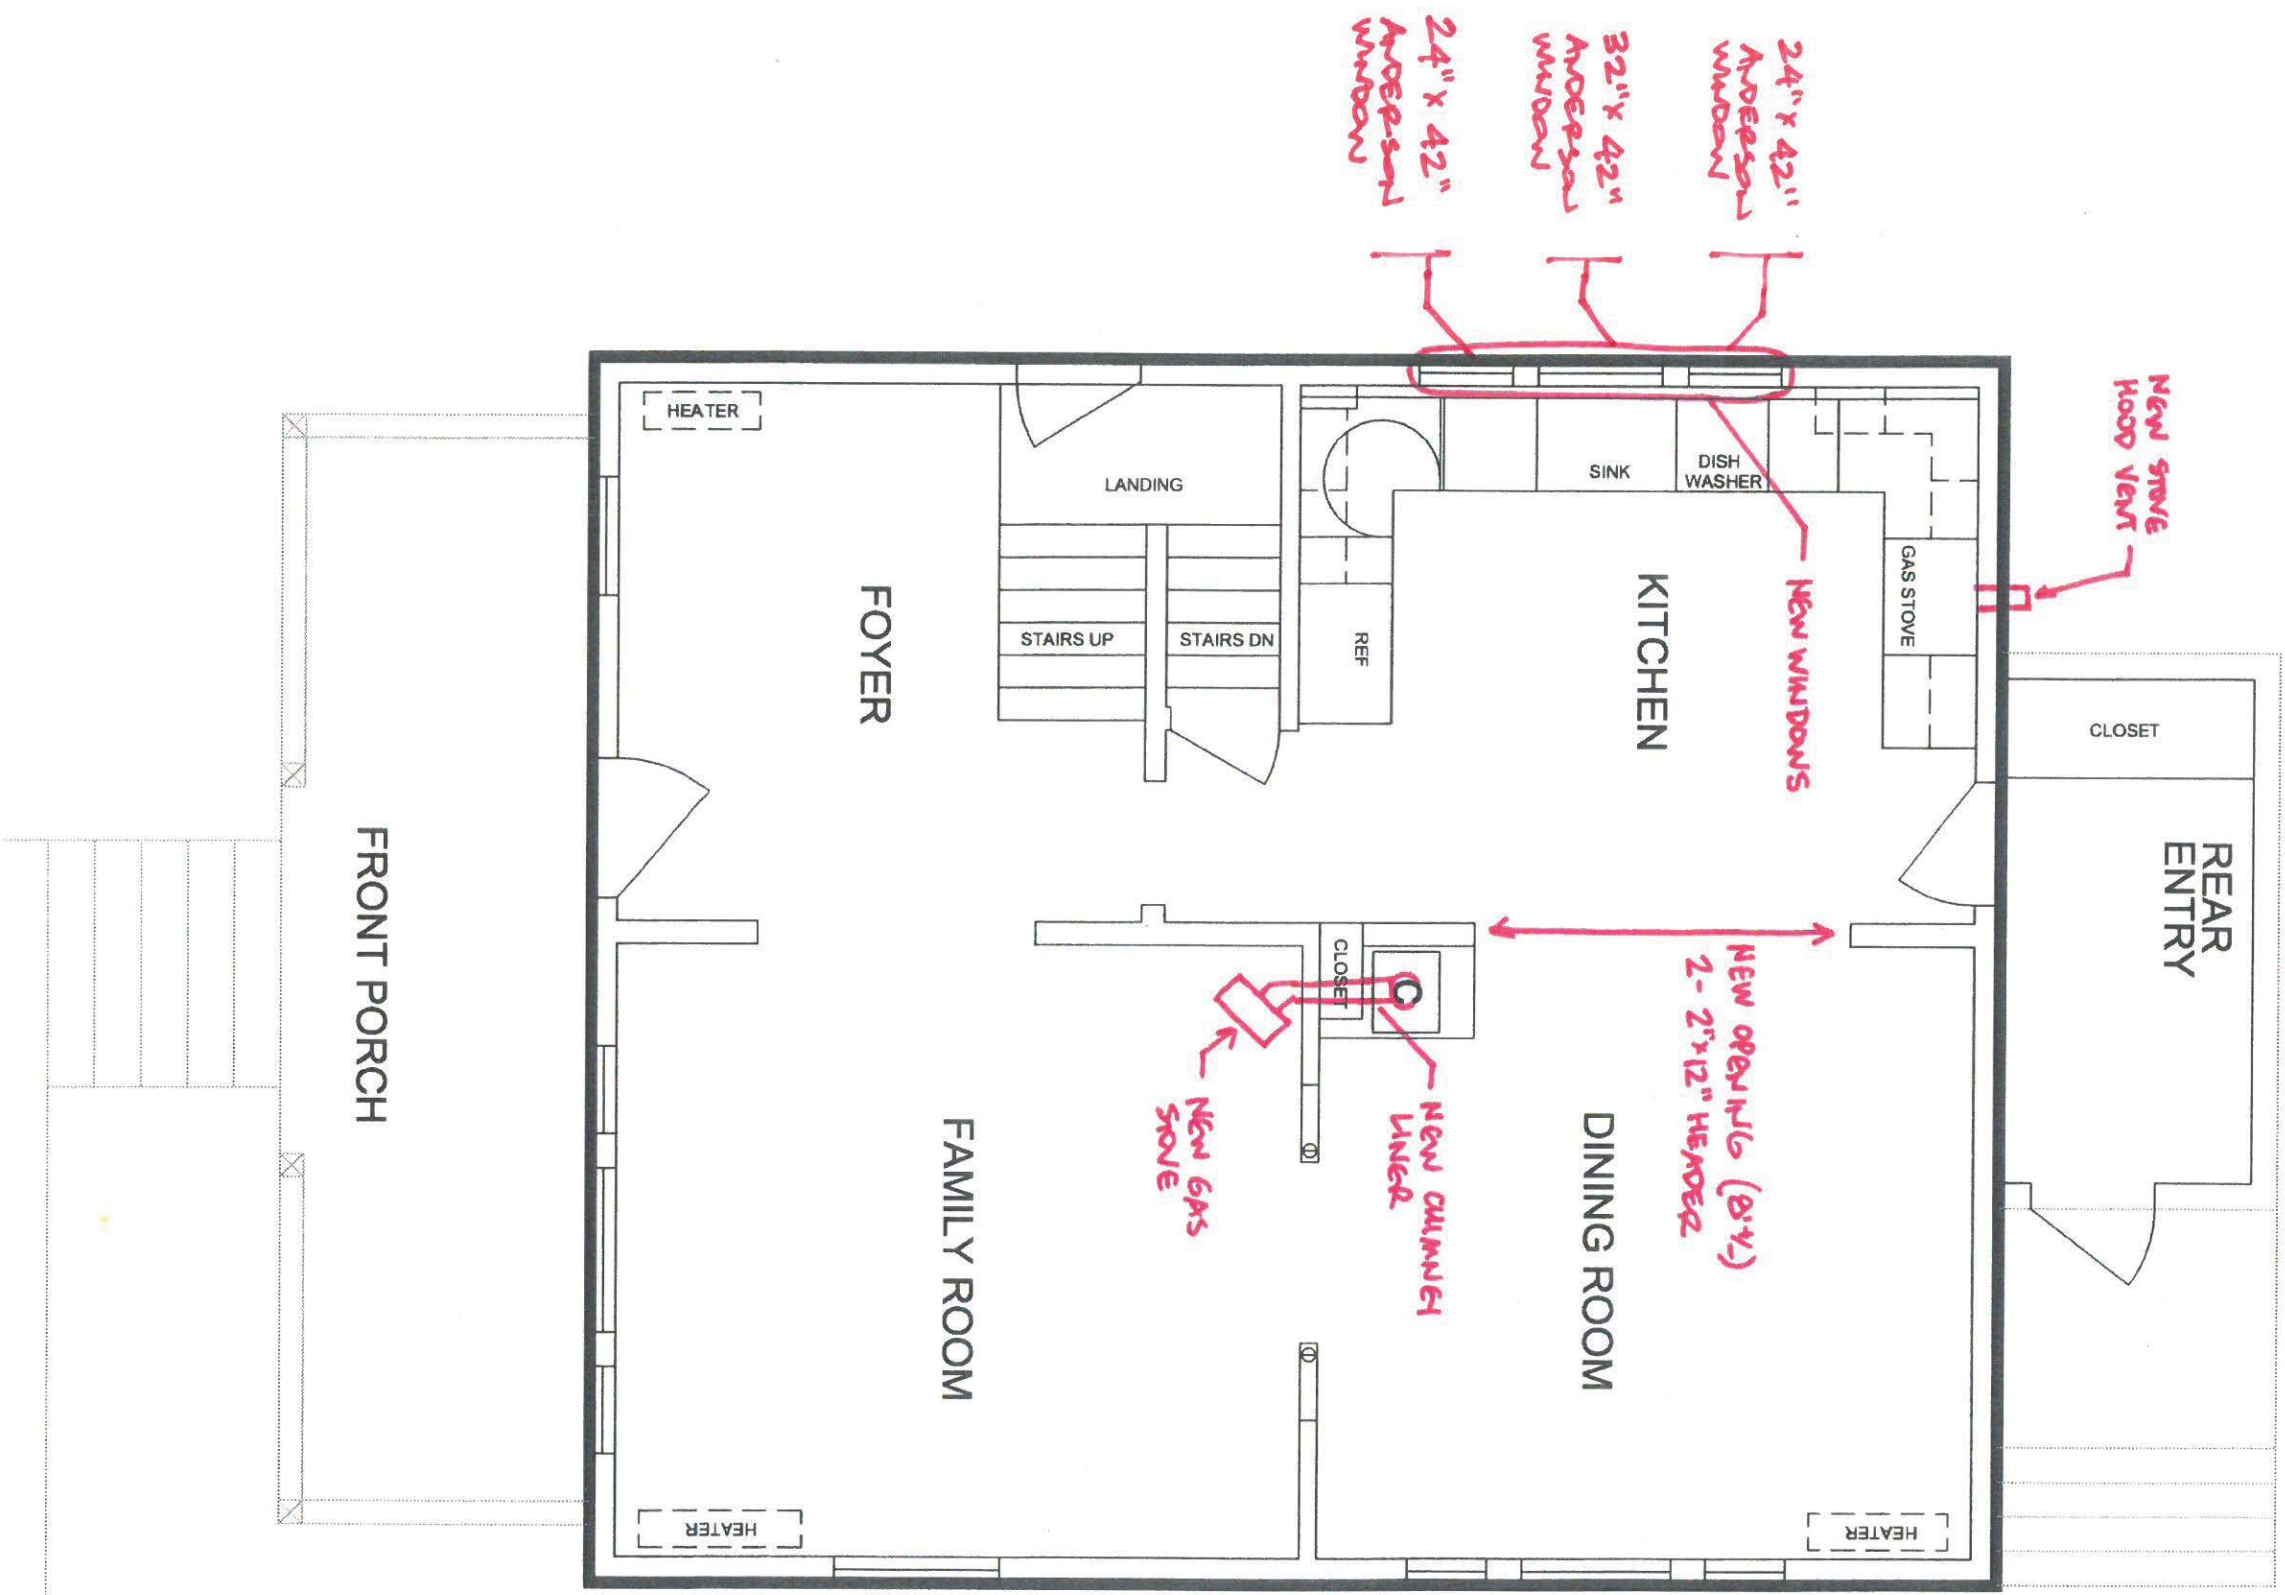 24" x 42"
ANDERSON
WINDOW
32" x 42"
ANDERSON
WINDOW
24" x 42"
ANDERSON
WINDOW
NEW STOVE
HOOD VENT
HEATER
LANDING
SINK
DISH
WASHER
GAS STOVE
FOYER
STAIRS UP
STAIRS DN
REF
KITCHEN
NEW WINDOWS
CLOSET
REAR
ENTRY
FRONT PORCH
CLOSET
C
NEW OPENING (8'+/-)
2- 2"x12" HEADER
NEW GAS
STOVE
NEW CHIMNEY
LINER
FAMILY ROOM
DINING ROOM
HEATER
HEATER